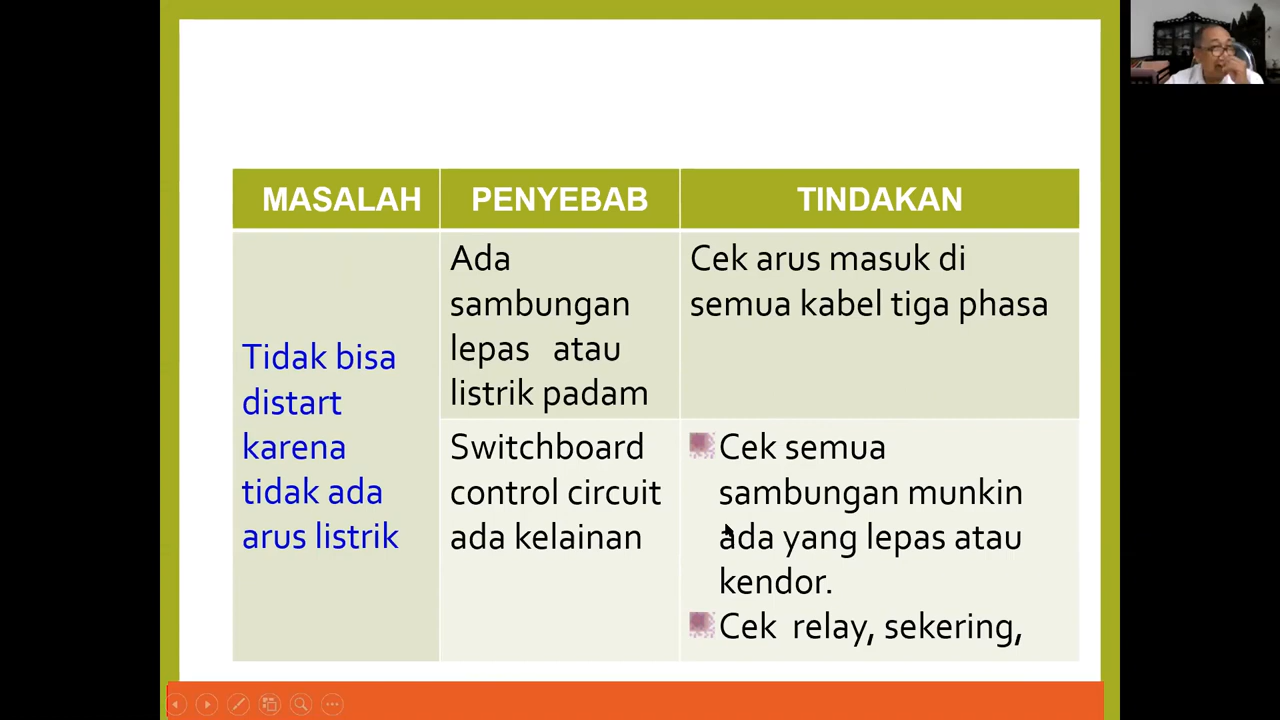 MASALAH PENYEBAB TINDAKAN
Tidak bisa
distart
karena
tidak ada
arus listrik
Ada
sambungan
lepas atau
listrik padam
Cek arus masuk di
semua kabel tiga phasa
Switchboard
control circuit
ada kelainan
Cek semua
sambungan munkin
ada yang lepas atau
kendor.
Cek relay, sekering,